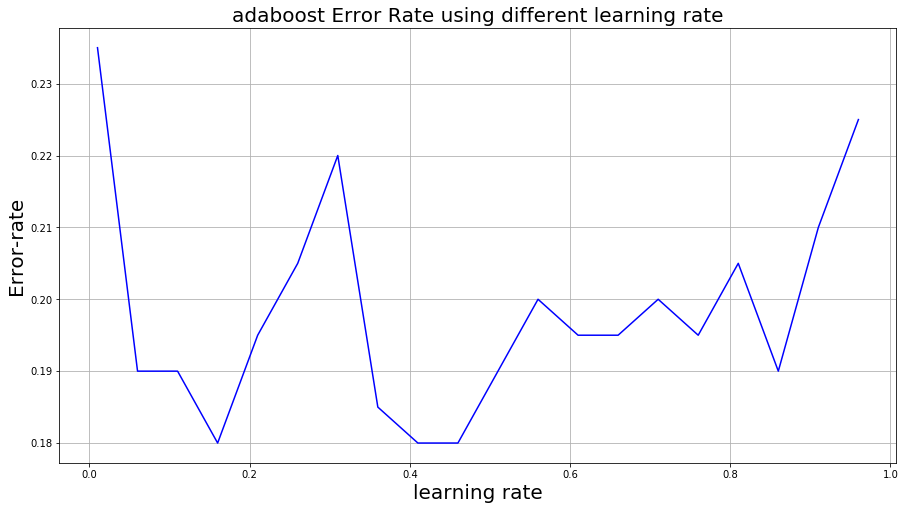 adaboost Error Rate using different learning rate
Error-rate
0.23
0.22
0.21
0.20
0.19
0.18
0.0 0.2 0.4 0.6 0.8 1.0
learning rate